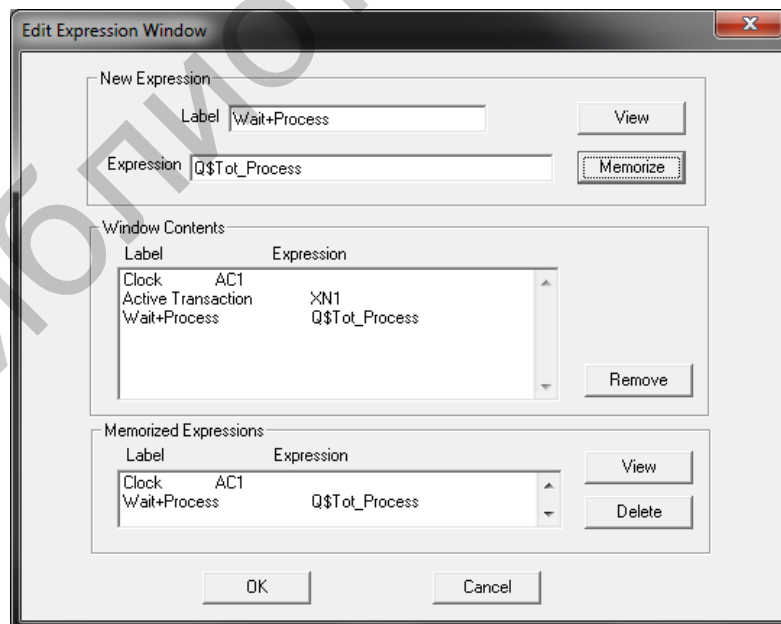 Edit Expression Window
New Expression
Label Wait+Process View
Expression Q$Tot_Process Memorize
Window Contents
Label Expression
Clock AC1
Active Transaction XN1
Wait+Process Q$Tot_Process
Remove
Memorized Expressions
Label Expression
Clock AC1
Wait+Process Q$Tot_Process
View
Delete
OK Cancel